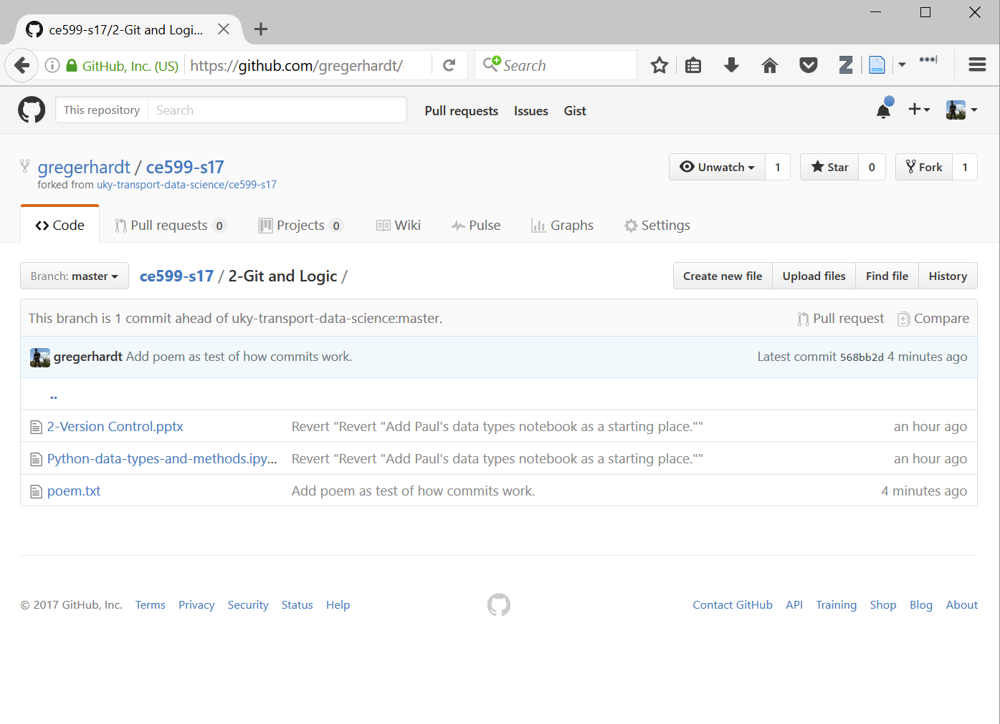 ce599-s17/2-Git and Logi...
GitHub, Inc. (US) https://github.com/gregerhardt/ Search
This repository Search Pull requests Issues Gist
gregerhardt / ce599-s17 Unwatch 1 Star 0 Fork 1
forked from uky-transport-data-science/ce599-s17
Code Pull requests 0 Projects 0 Wiki Pulse Graphs Settings
Branch: master ce599-s17 / 2-Git and Logic / Create new file Upload files Find file History
This branch is 1 commit ahead of uky-transport-data-science:master. Pull request Compare
gregerhardt Add poem as test of how commits work. Latest commit 568bb2d 4 minutes ago
..
2-Version Control.pptx Revert "Revert "Add Paul's data types notebook as a starting place."" an hour ago
Python-data-types-and-methods.ipy... Revert "Revert "Add Paul's data types notebook as a starting place."" an hour ago
poem.txt Add poem as test of how commits work. 4 minutes ago
© 2017 GitHub, Inc. Terms Privacy Security Status Help Contact GitHub API Training Shop Blog About